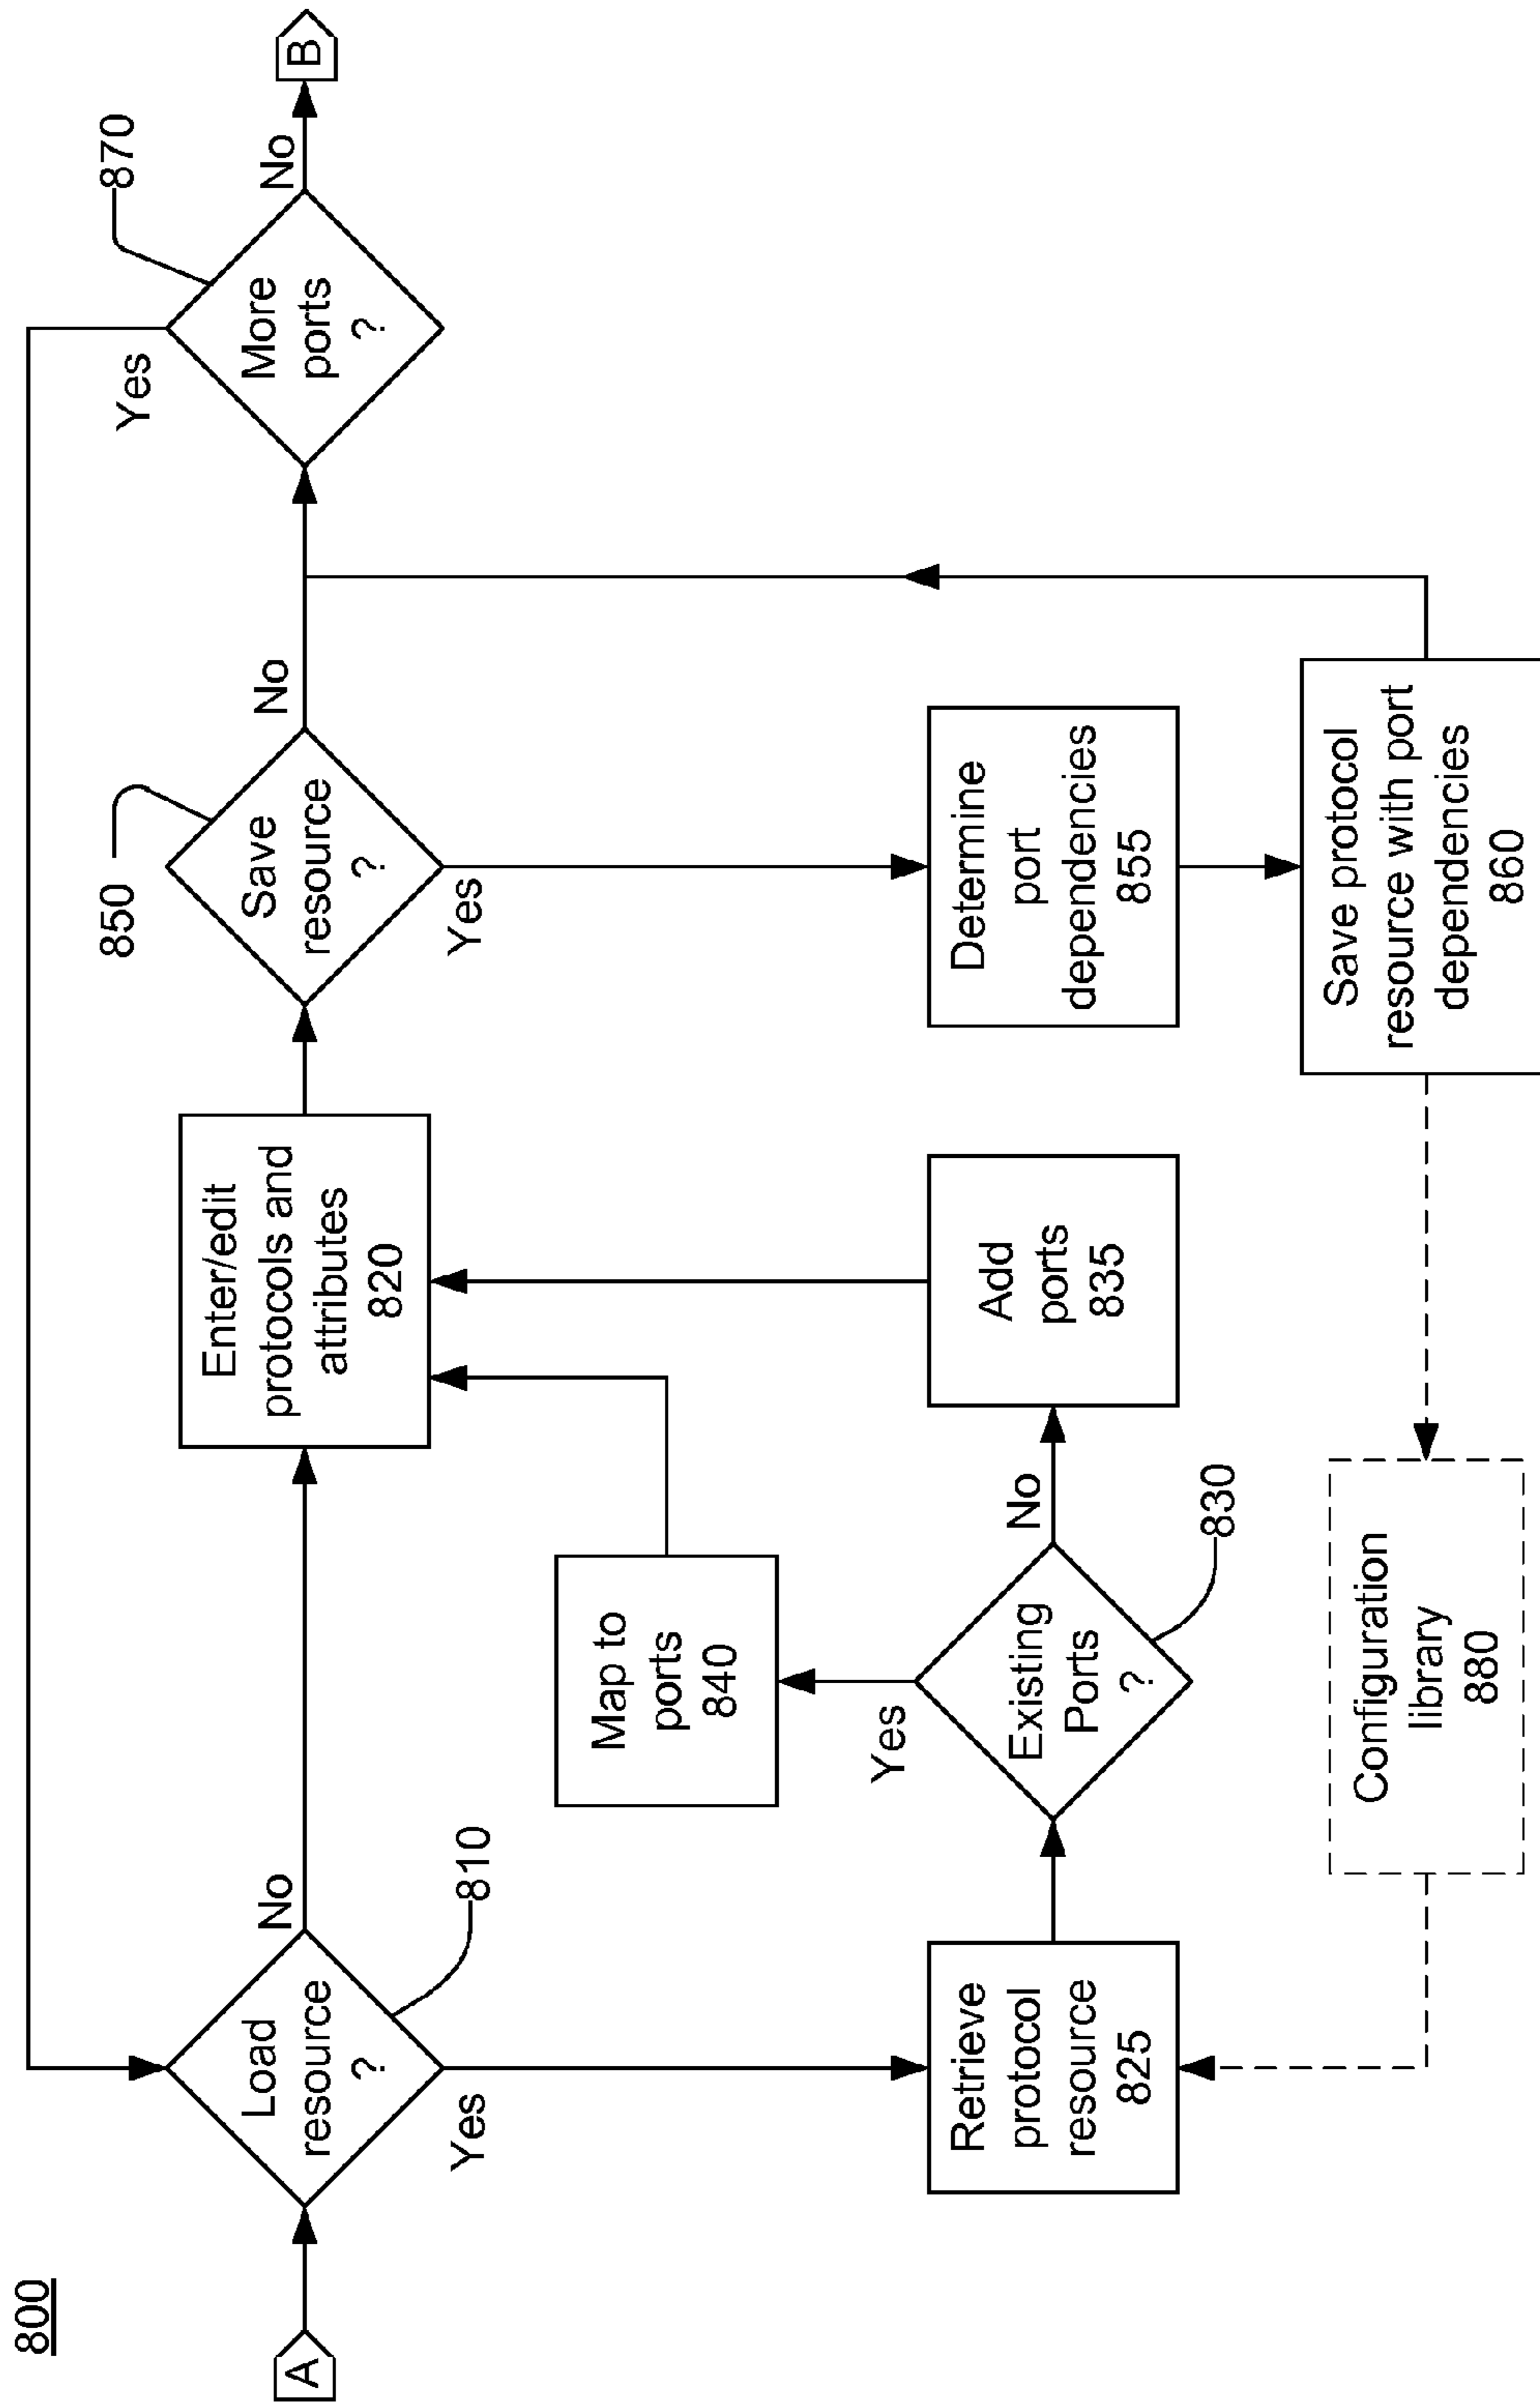 800
A
Load
resource
?
810
No
Yes
Enter/edit
protocols and
attributes
820
850
Save
resource
?
No
Yes
870
More
ports
?
Yes
No
B
Map to
ports
840
Retrieve
protocol
resource
825
Existing
Ports
?
830
Yes
No
Add
ports
835
Determine
port
dependencies
855
Configuration
library
880
Save protocol
resource with port
dependencies
860